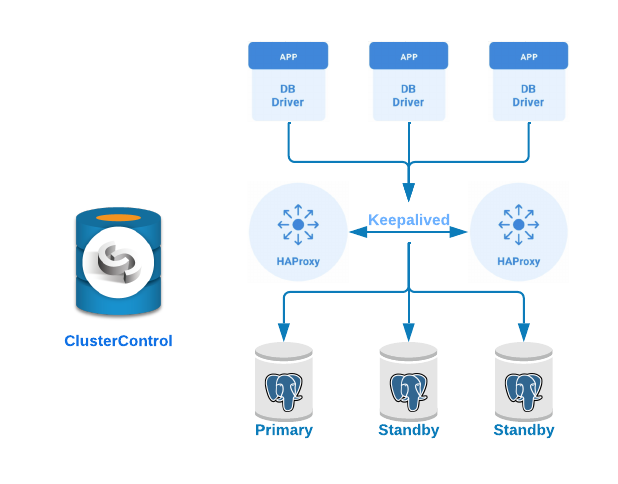 APP
APP
APP
DB
Driver
DB
Driver
DB
Driver
Keepalived
HAProxy
HAProxy
ClusterControl
Primary
Standby
Standby